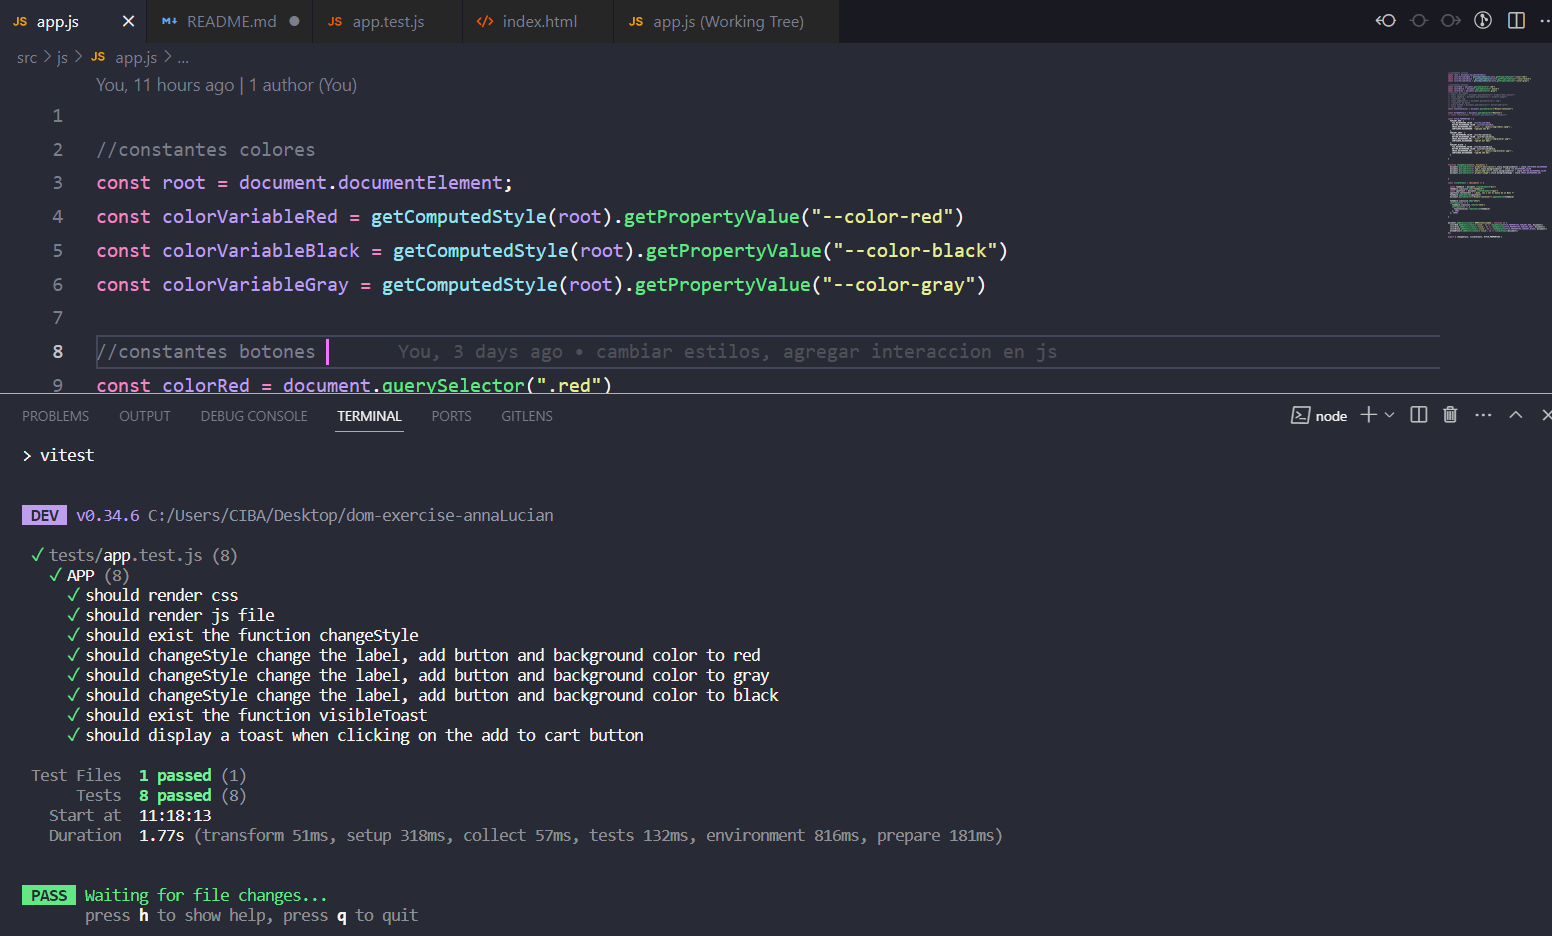 JS app.js × README.md JS app.test.js index.html JS app.js (Working Tree)
src > js > JS app.js > ...
You, 11 hours ago | 1 author (You)
1
2 //constantes colores
3 const root = document.documentElement;
4 const colorVariableRed = getComputedStyle(root).getPropertyValue("--color-red")
5 const colorVariableBlack = getComputedStyle(root).getPropertyValue("--color-black")
6 const colorVariableGray = getComputedStyle(root).getPropertyValue("--color-gray")
7
8 //constantes botones You, 3 days ago • cambiar estilos, agregar interaccion en js
9 const colorRed = document.querySelector(".red")
PROBLEMS OUTPUT DEBUG CONSOLE TERMINAL PORTS GITLENS node
> vitest
DEV v0.34.6 C:/Users/CIBA/Desktop/dom-exercise-annaLucian
✓ tests/app.test.js (8)
✓ APP (8)
✓ should render css
✓ should render js file
✓ should exist the function changeStyle
✓ should changeStyle change the label, add button and background color to red
✓ should changeStyle change the label, add button and background color to gray
✓ should changeStyle change the label, add button and background color to black
✓ should exist the function visibleToast
✓ should display a toast when clicking on the add to cart button
Test Files 1 passed (1)
Tests 8 passed (8)
Start at 11:18:13
Duration 1.77s (transform 51ms, setup 318ms, collect 57ms, tests 132ms, environment 816ms, prepare 181ms)
PASS Waiting for file changes...
press h to show help, press q to quit